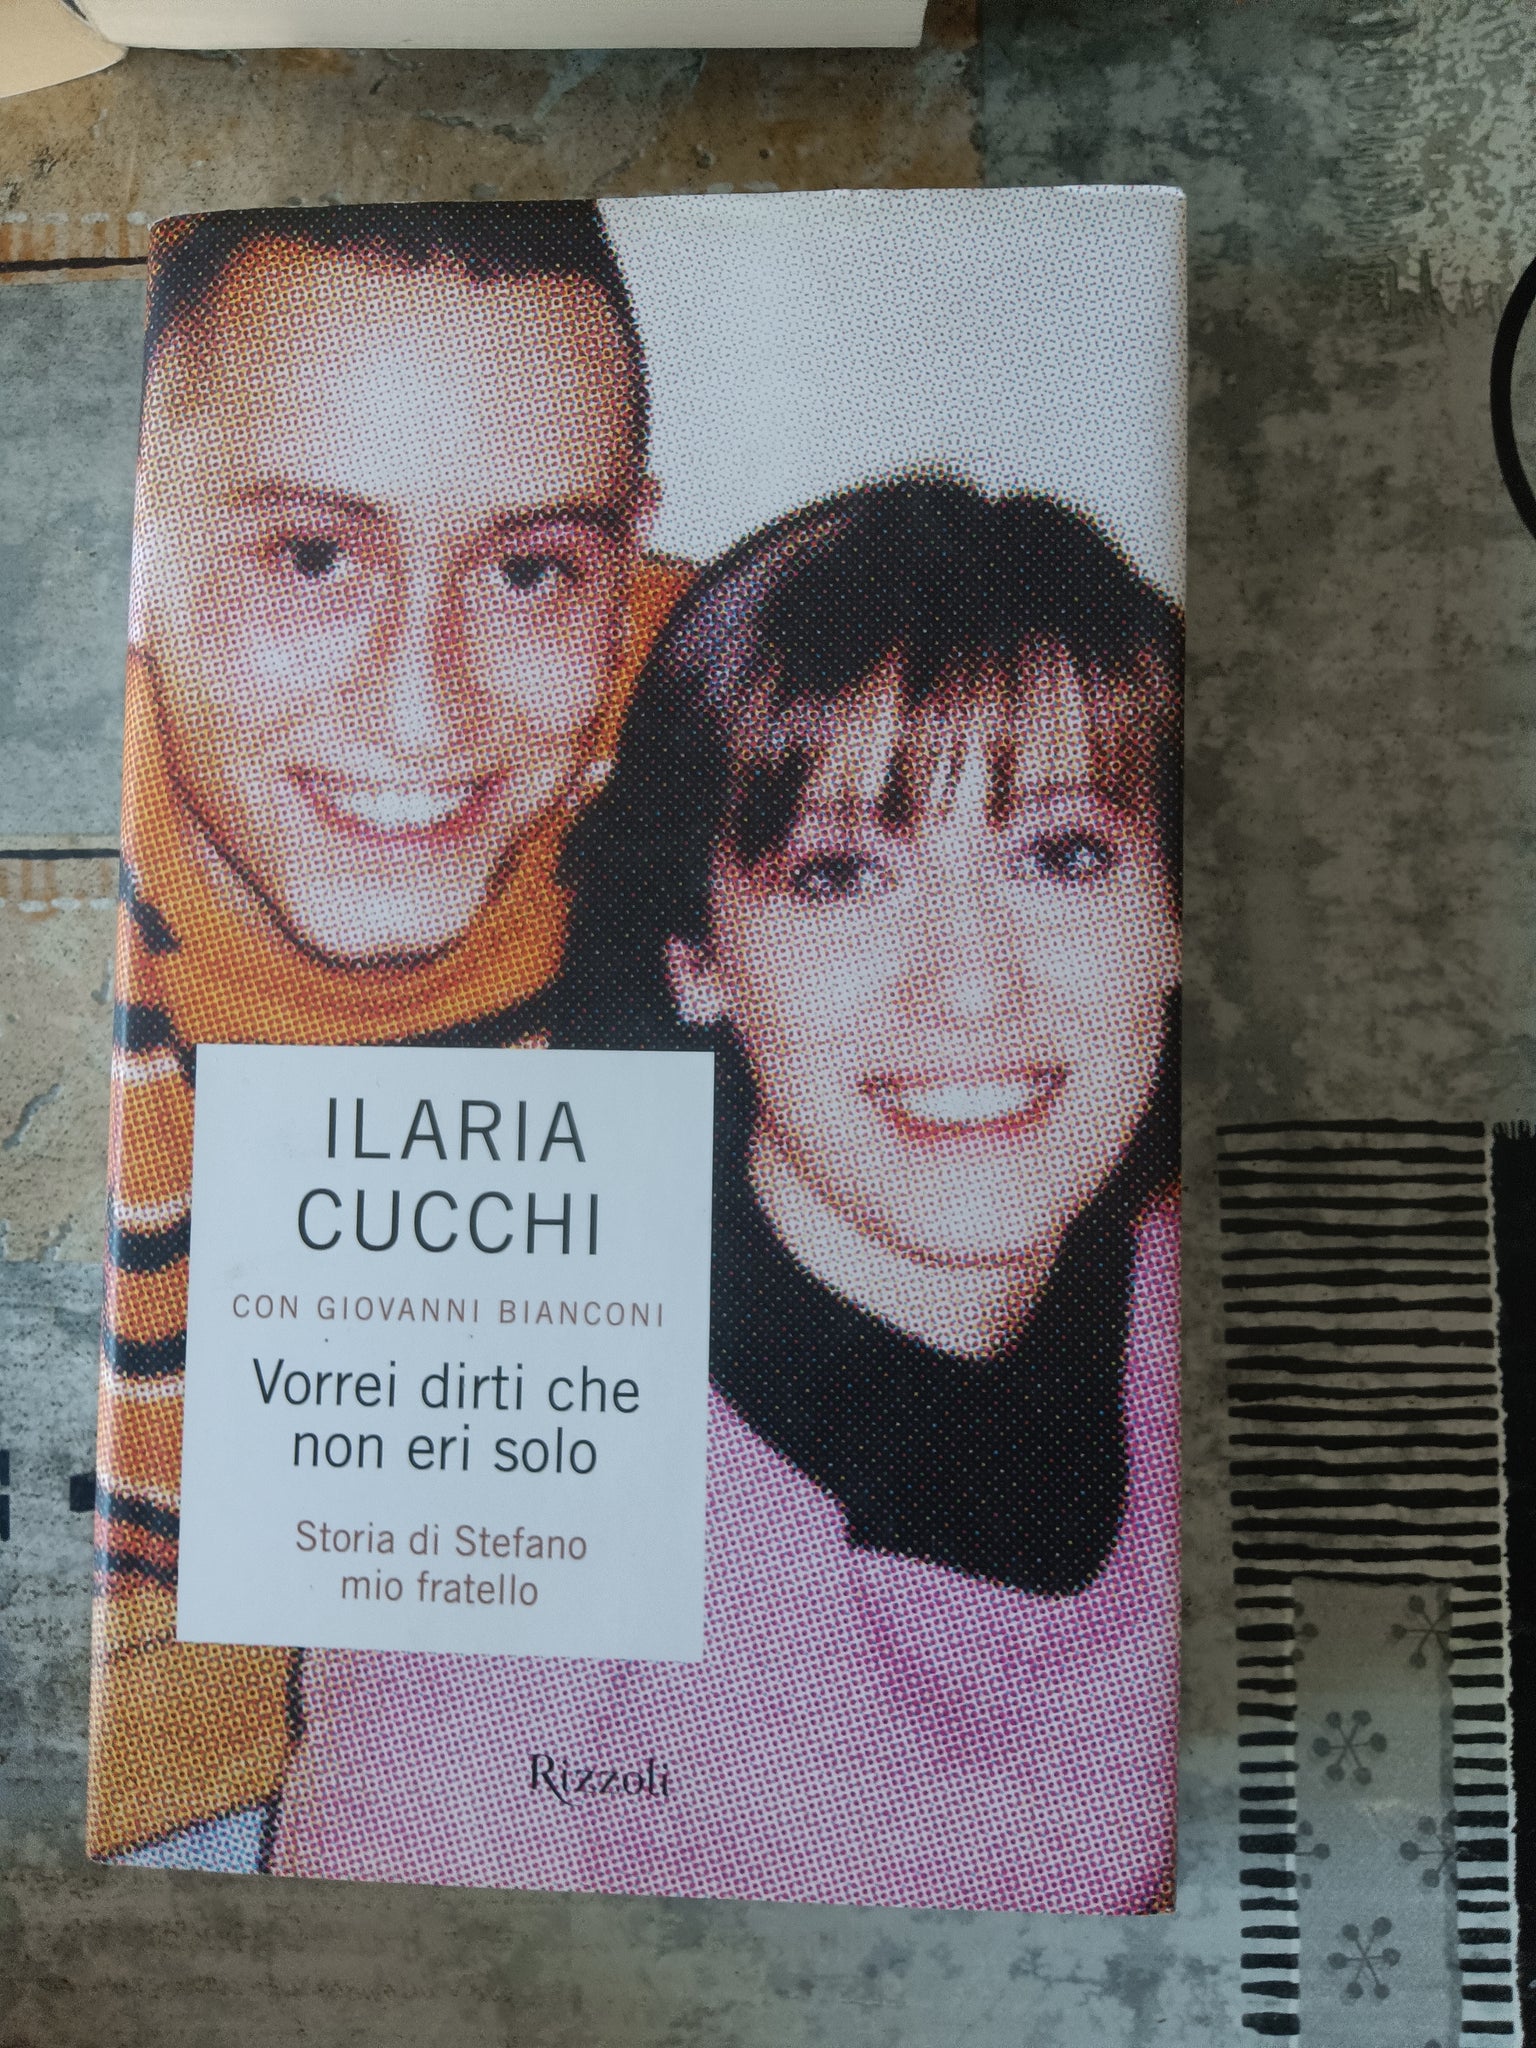 ILARIA
CUCCHI
CON GIOVANNI BIANCONI
Vorrei dirti che
non eri solo
Storia di Stefano
mio fratello
Rizzoli